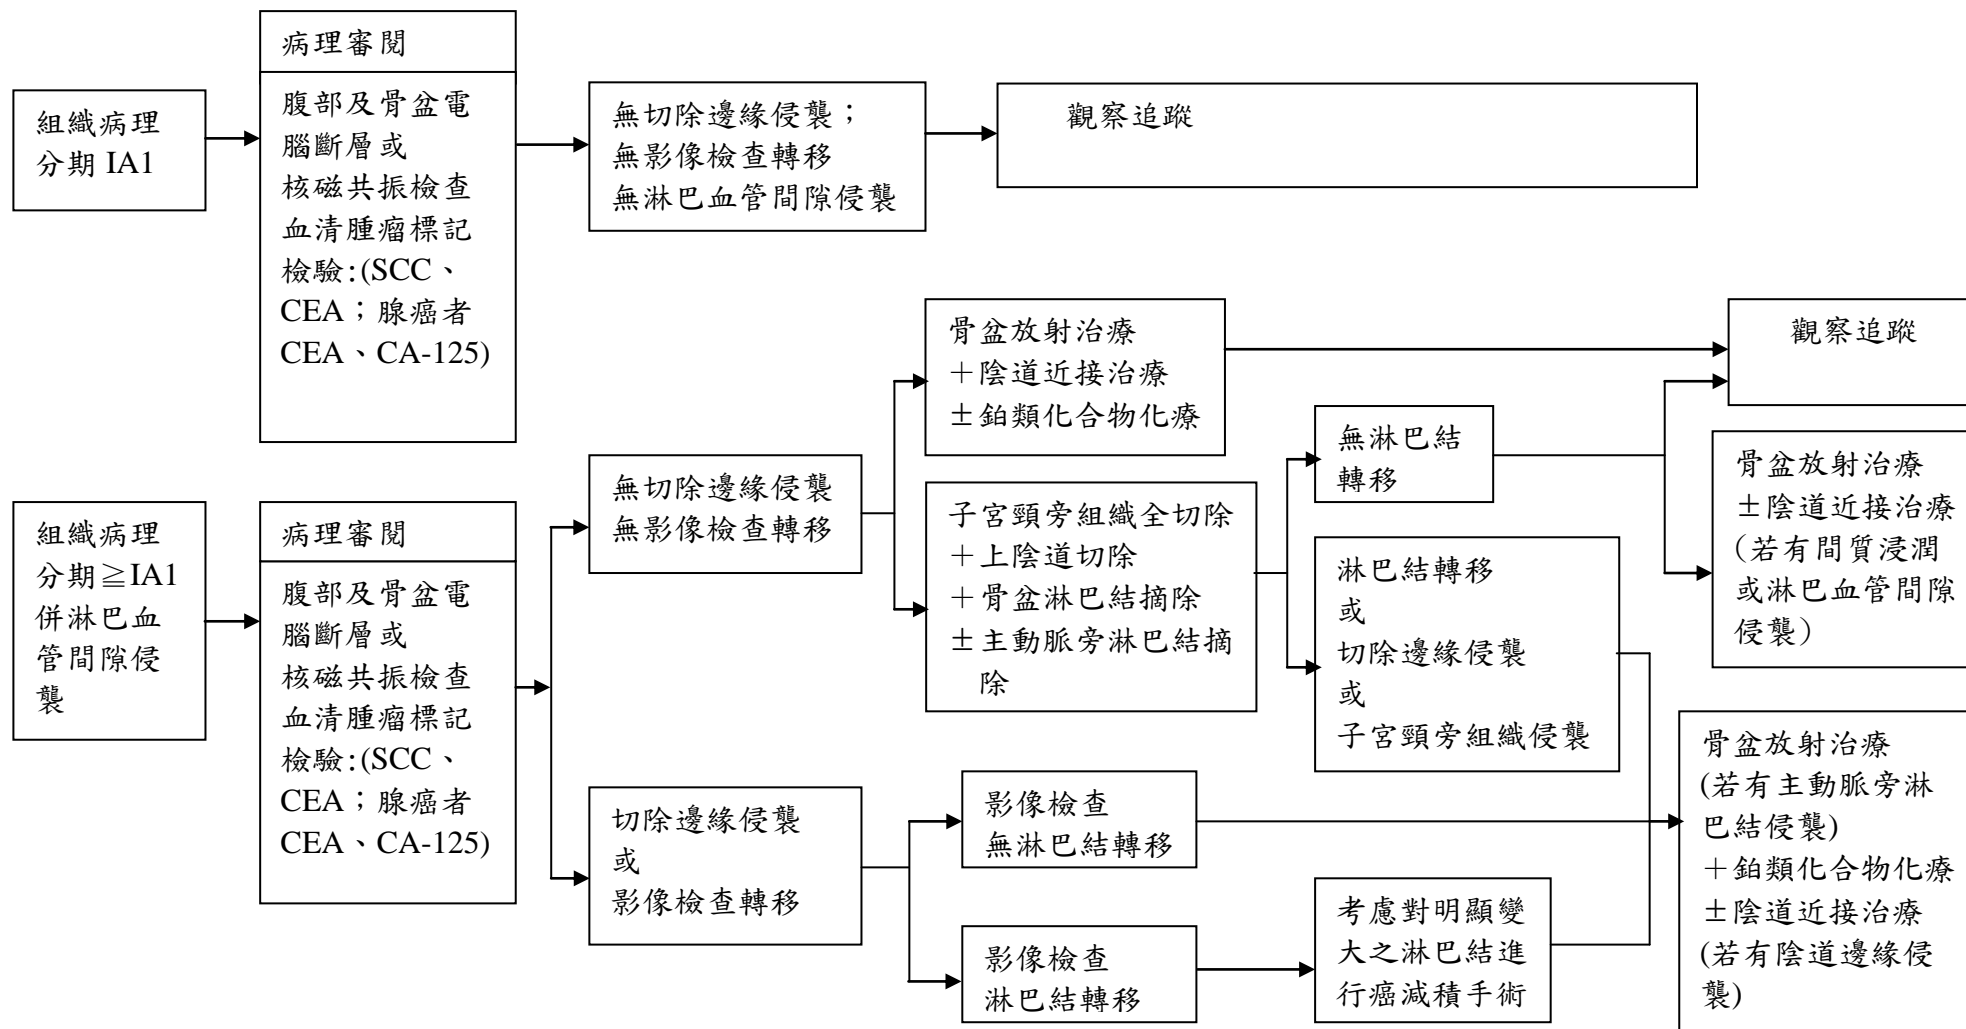 組織病理
分期 IA1
病理審閱
腹部及骨盆電
腦斷層或
核磁共振檢查
血清腫瘤標記
檢驗:(SCC、
CEA；腺癌者
CEA、CA-125)
無切除邊緣侵襲；
無影像檢查轉移
無淋巴血管間隙侵襲
觀察追蹤
組織病理
分期≧IA1
併淋巴血
管間隙侵
襲
病理審閱
腹部及骨盆電
腦斷層或
核磁共振檢查
血清腫瘤標記
檢驗:(SCC、
CEA；腺癌者
CEA、CA-125)
無切除邊緣侵襲
無影像檢查轉移
骨盆放射治療
＋陰道近接治療
±鉑類化合物化療
觀察追蹤
子宮頸旁組織全切除
＋上陰道切除
＋骨盆淋巴結摘除
±主動脈旁淋巴結摘
除
無淋巴結
轉移
骨盆放射治療
±陰道近接治療
（若有間質浸潤
或淋巴血管間隙
侵襲）
淋巴結轉移
或
切除邊緣侵襲
或
子宮頸旁組織侵襲
切除邊緣侵襲
或
影像檢查轉移
影像檢查
無淋巴結轉移
影像檢查
淋巴結轉移
考慮對明顯變
大之淋巴結進
行癌減積手術
骨盆放射治療
(若有主動脈旁淋
巴結侵襲)
＋鉑類化合物化療
±陰道近接治療
(若有陰道邊緣侵
襲)